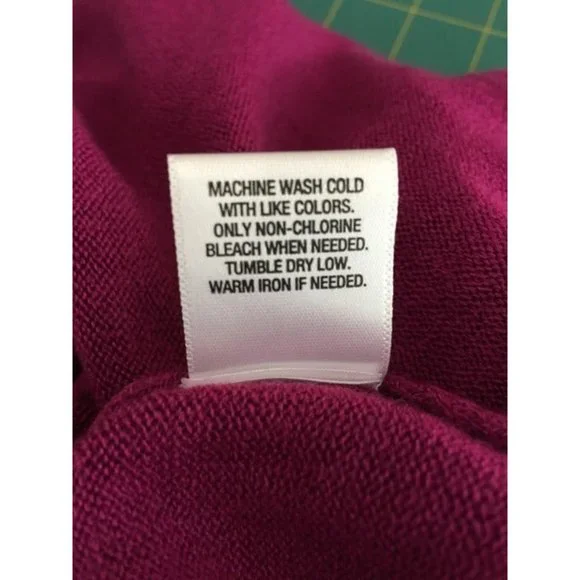 MACHINE WASH COLD
WITH LIKE COLORS.
ONLY NON-CHLORINE
BLEACH WHEN NEEDED.
TUMBLE DRY LOW.
WARM IRON IF NEEDED.